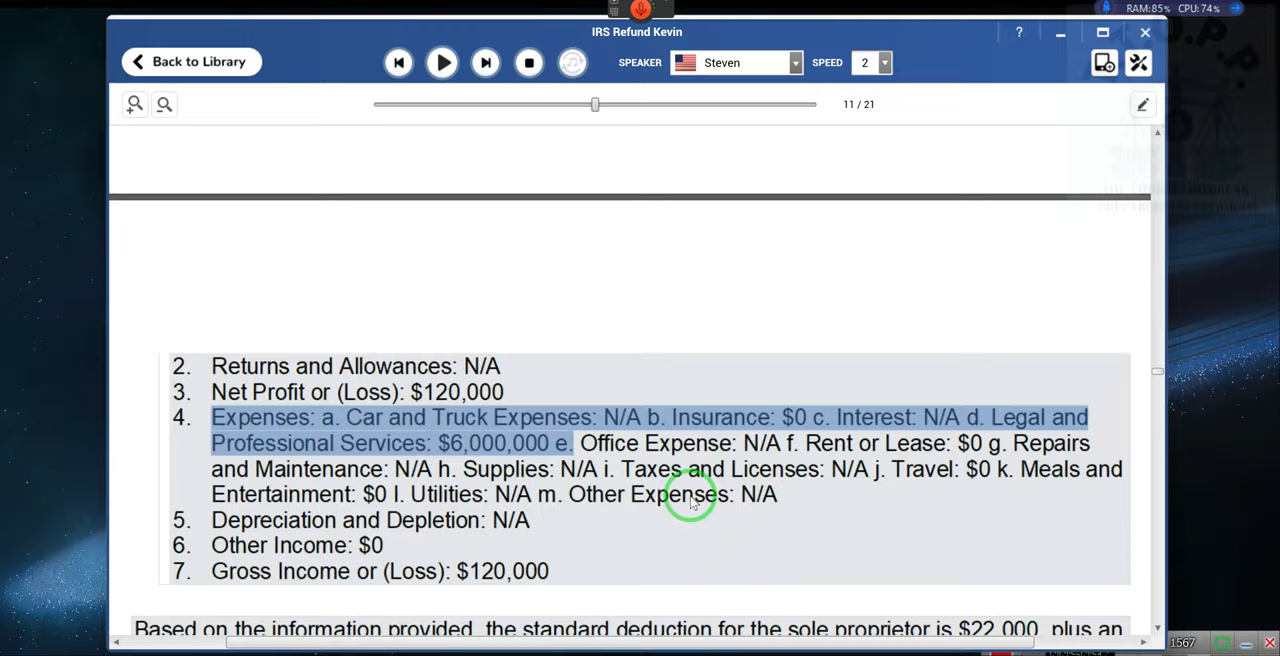 RAM:85% CPU:74%
IRS Refund Kevin
?
Back to Library
SPEAKER
Steven
SPEED
2
11 / 21
2. Returns and Allowances: N/A
3. Net Profit or (Loss): $120,000
4. Expenses: a. Car and Truck Expenses: N/A b. Insurance: $0 c. Interest: N/A d. Legal and
Professional Services: $6,000,000 e. Office Expense: N/A f. Rent or Lease: $0 g. Repairs
and Maintenance: N/A h. Supplies: N/A i. Taxes and Licenses: N/A j. Travel: $0 k. Meals and
Entertainment: $0 l. Utilities: N/A m. Other Expenses: N/A
5. Depreciation and Depletion: N/A
6. Other Income: $0
7. Gross Income or (Loss): $120,000
Based on the information provided, the standard deduction for the sole proprietor is $22,000, plus an
1567